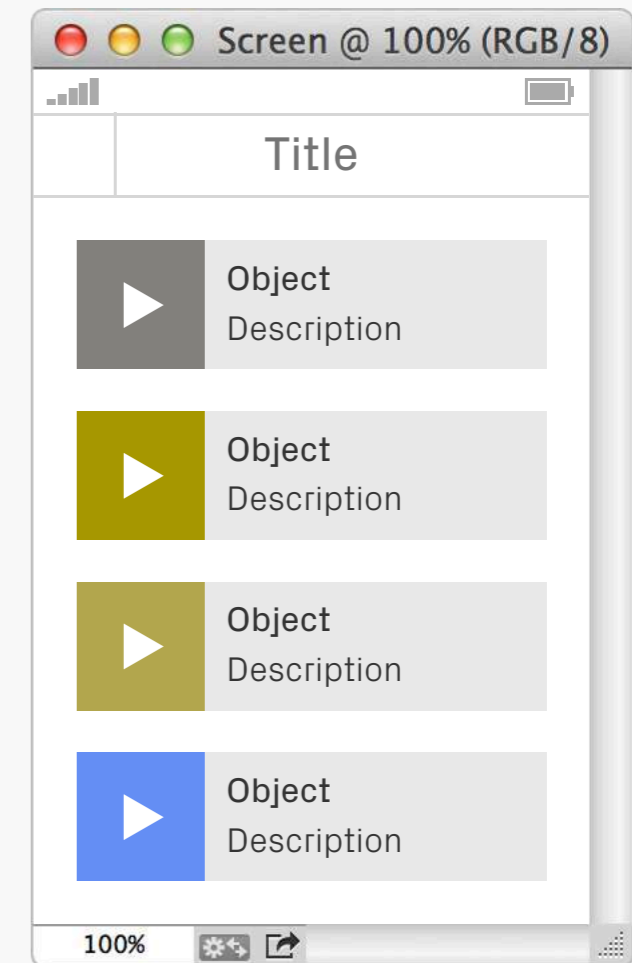 Screen @ 100% (RGB/8)
Title
Object
Description
Object
Description
Object
Description
Object
Description
100%